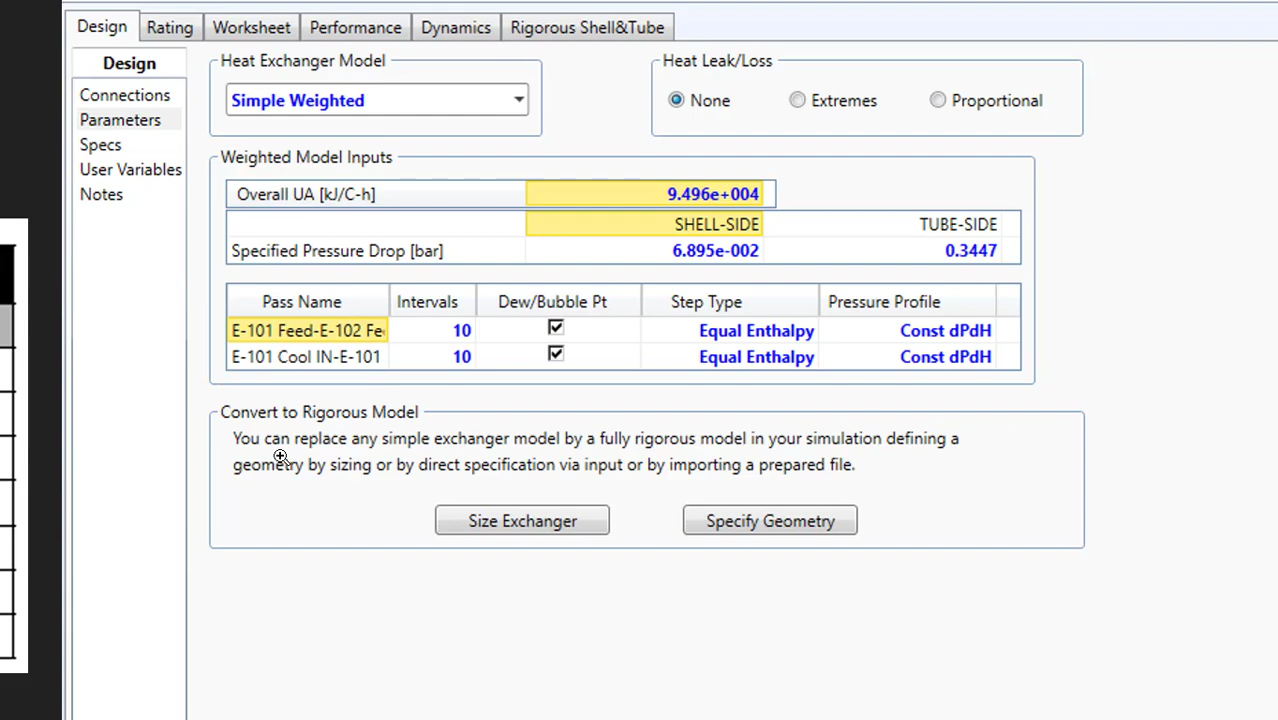 Design Rating Worksheet Performance Dynamics Rigorous Shell&Tube
Design
Connections
Parameters
Specs
User Variables
Notes
Heat Exchanger Model
Simple Weighted
Heat Leak/Loss
None Extremes Proportional
Weighted Model Inputs
Overall UA [kJ/C-h] 9.496e+004
SHELL-SIDE TUBE-SIDE
Specified Pressure Drop [bar] 6.895e-002 0.3447
Pass Name Intervals Dew/Bubble Pt Step Type Pressure Profile
E-101 Feed-E-102 Fe 10 Equal Enthalpy Const dPdH
E-101 Cool IN-E-101 10 Equal Enthalpy Const dPdH
Convert to Rigorous Model
You can replace any simple exchanger model by a fully rigorous model in your simulation defining a
geometry by sizing or by direct specification via input or by importing a prepared file.
Size Exchanger Specify Geometry